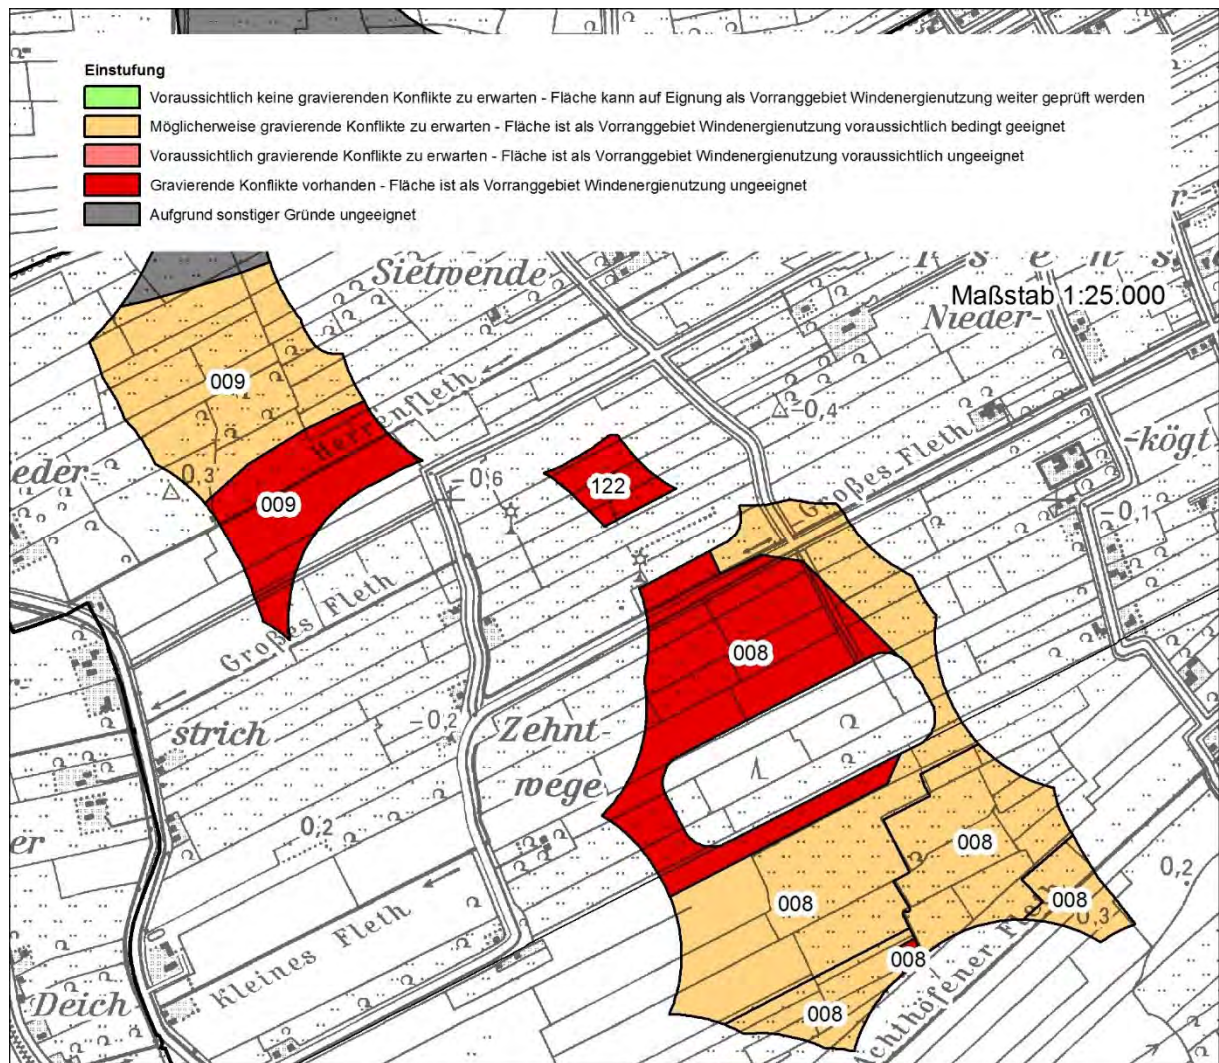 Einstufung
Voraussichtlich keine gravierenden Konflikte zu erwarten - Fläche kann auf Eignung als Vorranggebiet Windenergienutzung weiter geprüft werden
Möglicherweise gravierende Konflikte zu erwarten - Fläche ist als Vorranggebiet Windenergienutzung voraussichtlich bedingt geeignet
Voraussichtlich gravierende Konflikte zu erwarten - Fläche ist als Vorranggebiet Windenergienutzung voraussichtlich ungeeignet
Gravierende Konflikte vorhanden - Fläche ist als Vorranggebiet Windenergienutzung ungeeignet
Aufgrund sonstiger Gründe ungeeignet
Sietwende
Maßstab 1:25.000
Nieder-
009
-0,4
Herrenfleth
Großes-Fleth
-kögt
eder-
0,3
-0,6
122
009
-0,1
Großes Fleth
008
-0,2
strich
Zehnt-
wege
0,2
er
008
0,2
008
008
0,3
Kleines Fleth
008
Deich
008